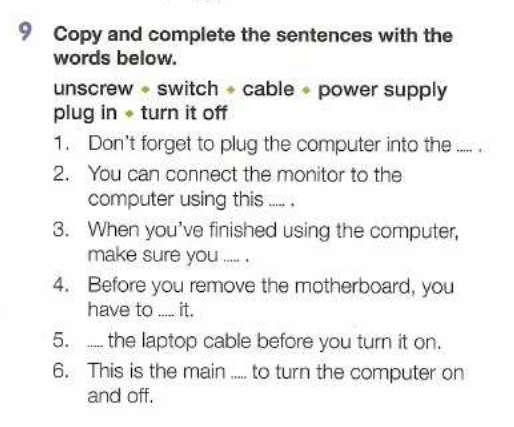 9 Copy and complete the sentences with the
words below.
unscrew • switch • cable • power supply
plug in • turn it off
1. Don't forget to plug the computer into the ..... .
2. You can connect the monitor to the
computer using this ..... .
3. When you've finished using the computer,
make sure you ..... .
4. Before you remove the motherboard, you
have to ..... it.
5. ..... the laptop cable before you turn it on.
6. This is the main ..... to turn the computer on
and off.